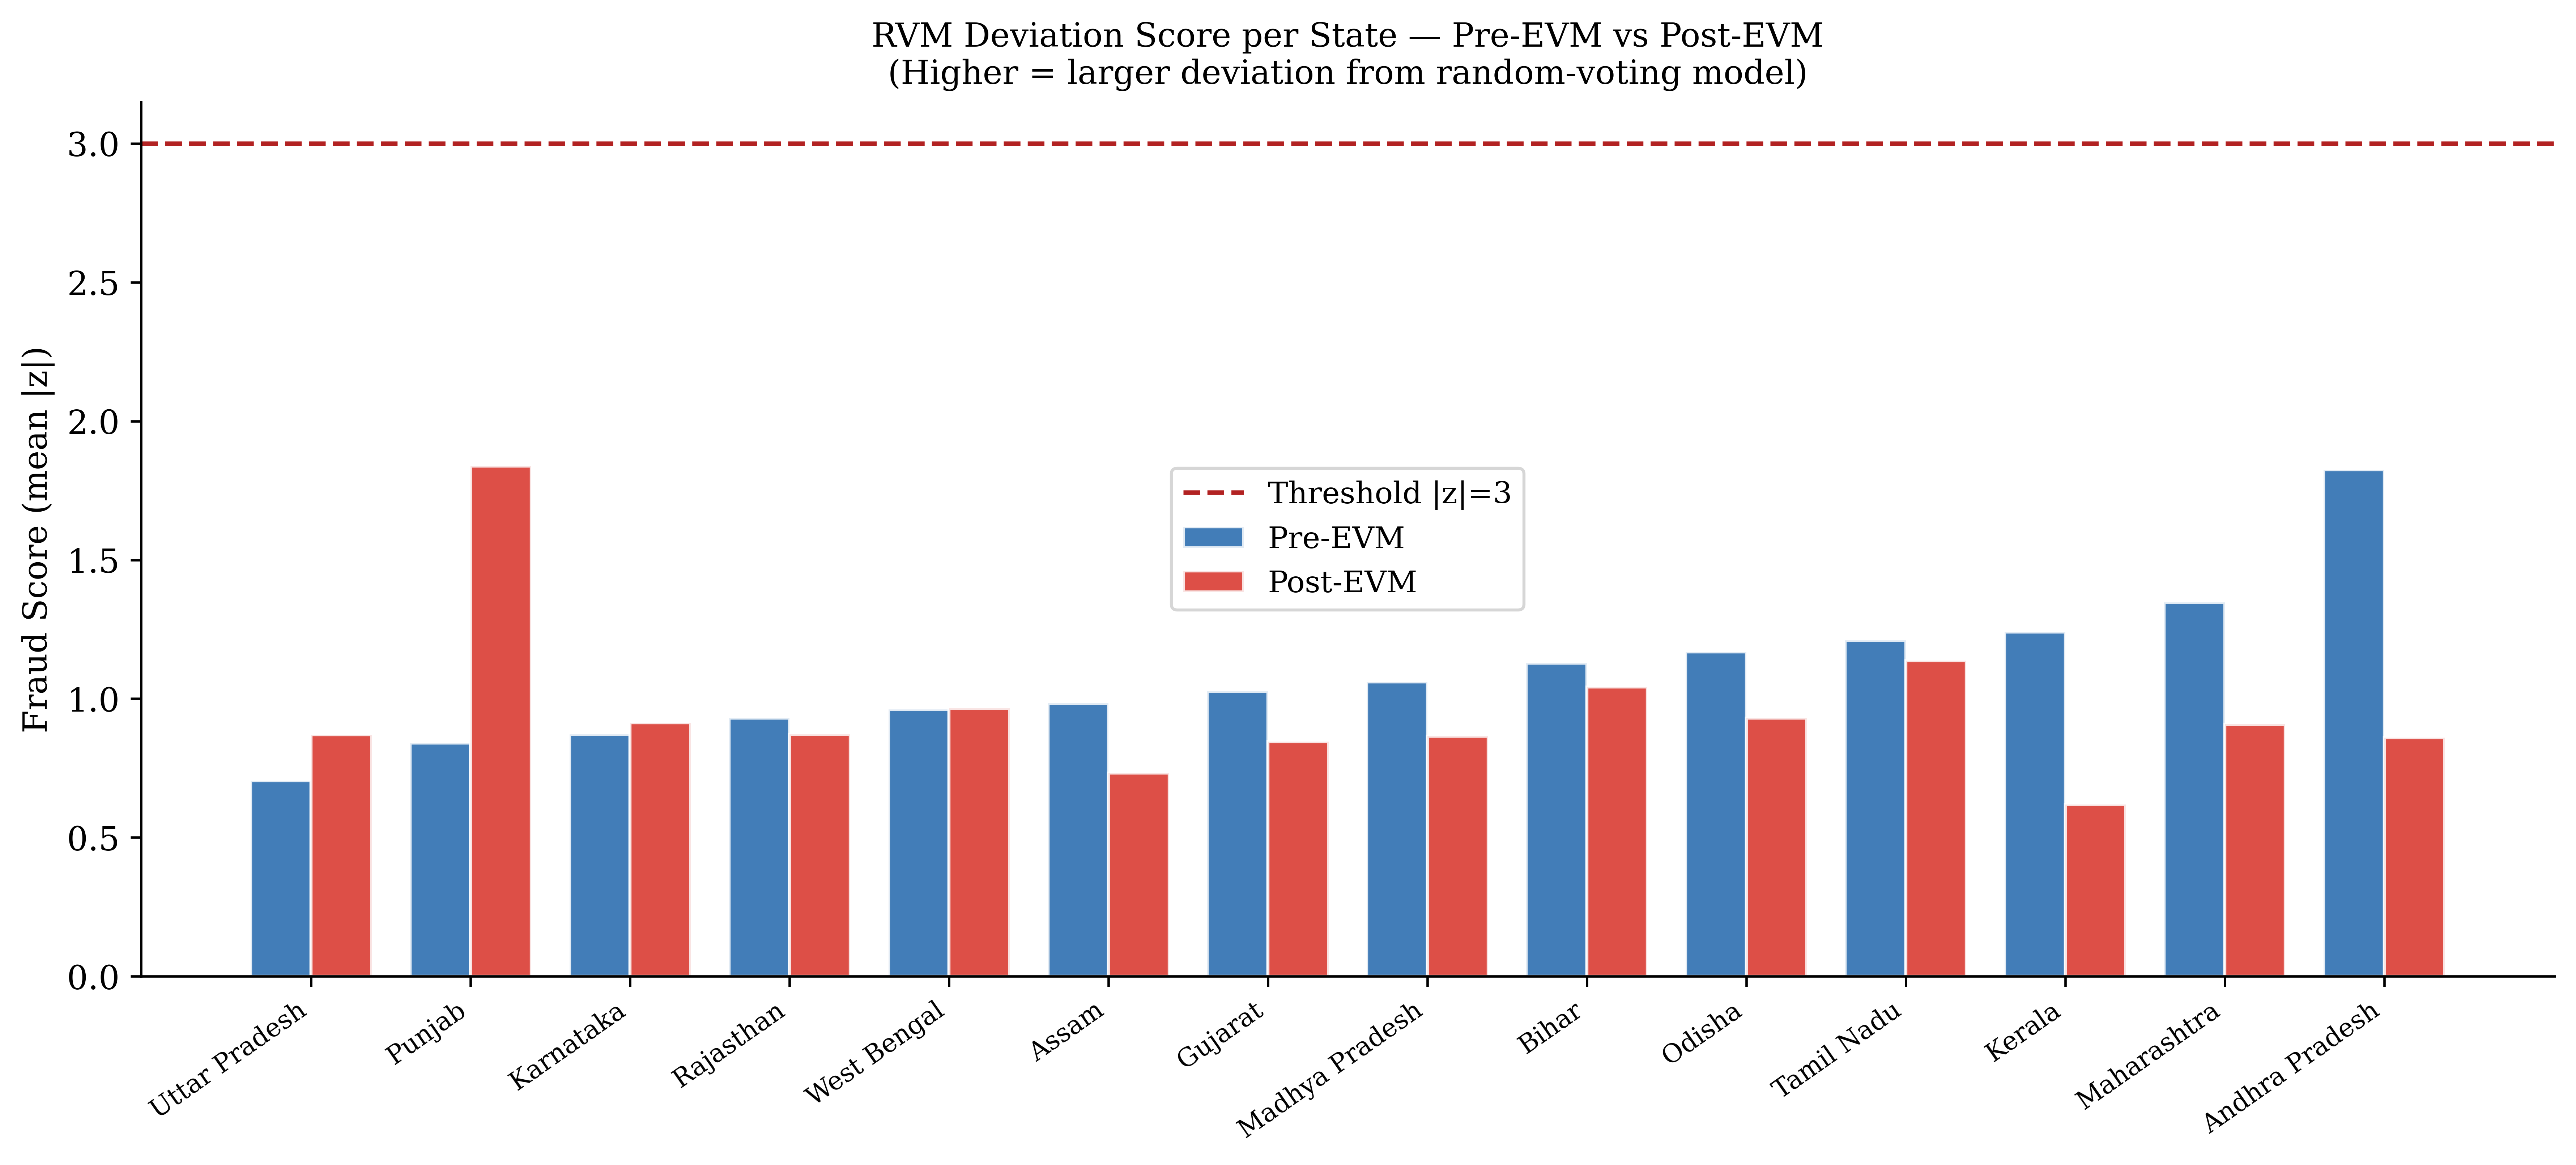 RVM Deviation Score per State — Pre-EVM vs Post-EVM
(Higher = larger deviation from random-voting model)
Fraud Score (mean |z|)
3.0
2.5
2.0
1.5
1.0
0.5
0.0
Threshold |z|=3
Pre-EVM
Post-EVM
Uttar Pradesh
Punjab
Karnataka
Rajasthan
West Bengal
Assam
Gujarat
Madhya Pradesh
Bihar
Odisha
Tamil Nadu
Kerala
Maharashtra
Andhra Pradesh